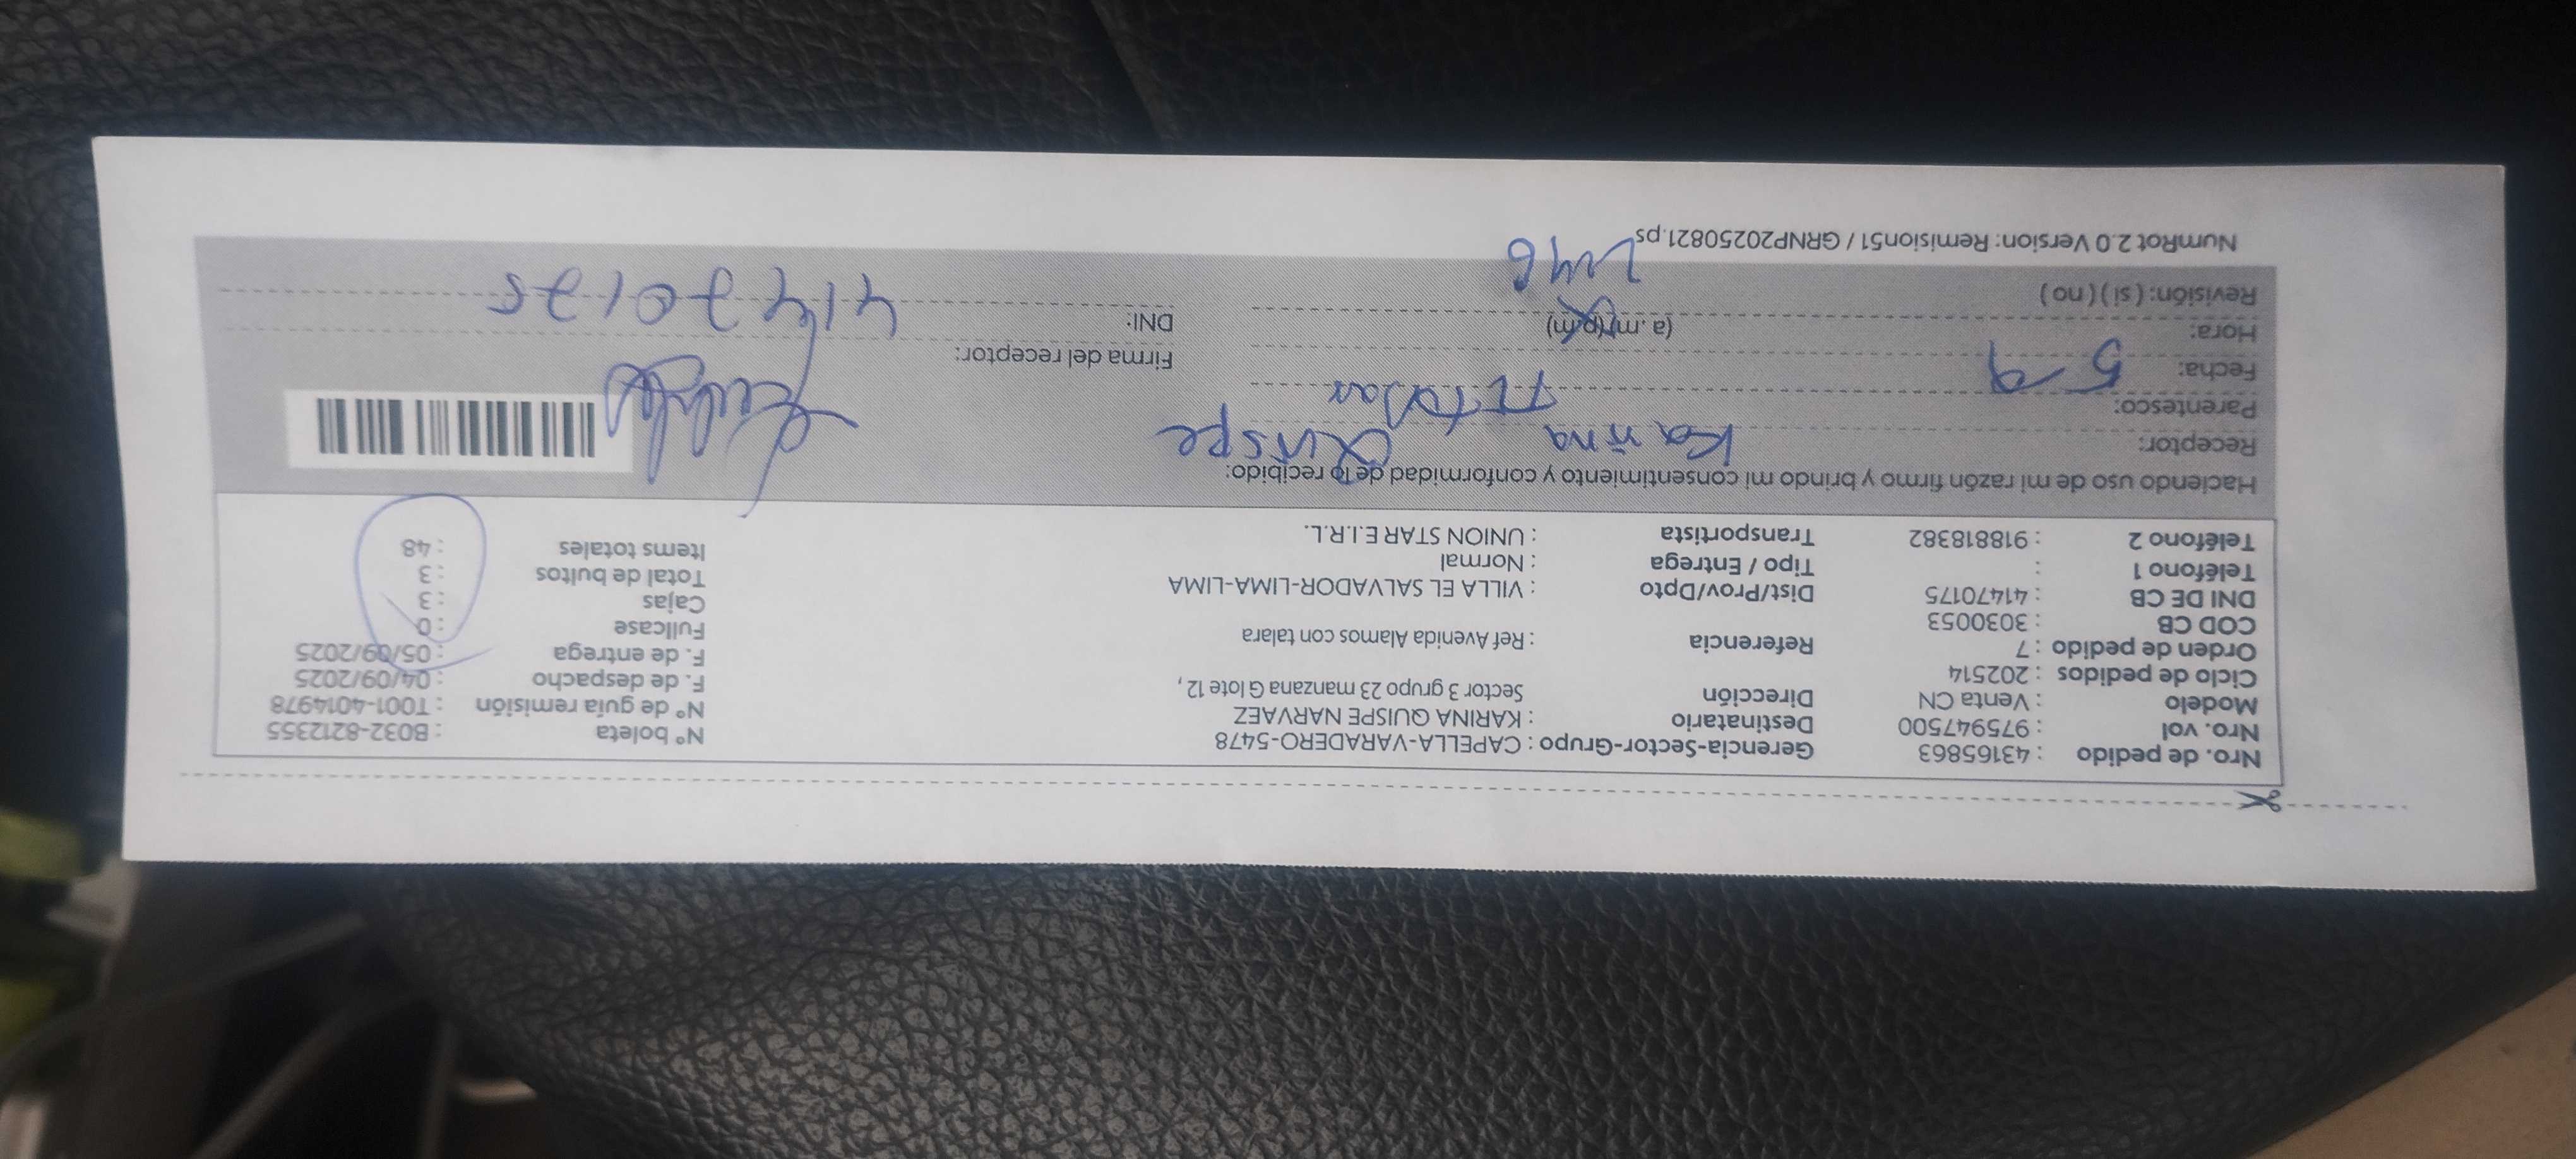 Nro. de pedido : 43165863 Gerencia-Sector-Grupo : CAPELLA-VARADERO-5478 Nº boleta : B032-8212355
Nro. vol : 975947500 Destinatario : KARINA QUISPE NARVAEZ Nº de guía remisión : T001-4014978
Modelo : Venta CN Dirección Sector 3 grupo 23 manzana G lote 12 , F. de despacho : 04/09/2025
Ciclo de pedidos : 202514 F. de entrega : 05/09/2025
Orden de pedido : 7 Referencia : Ref Avenida Alamos con talara Fullcase : 0
COD CB : 3030053 Cajas : 3
DNI DE CB : 41470175 Dist/Prov/Dpto : VILLA EL SALVADOR-LIMA-LIMA Total de bultos : 3
Teléfono 1 : Tipo / Entrega : Normal Items totales : 48
Teléfono 2 : 918818382 Transportista : UNION STAR E.I.R.L.
Haciendo uso de mi razón firmo y brindo mi consentimiento y conformidad de lo recibido:
Receptor: Karina Quispe
Parentesco: Titular
Fecha: 5-9 Firma del receptor:
Hora: (a. m/(p/m) DNI: 41470175
Revisión: ( si ) ( no ) 2:46
NumRot 2.0 Version: Remision51 / GRNP20250821.ps